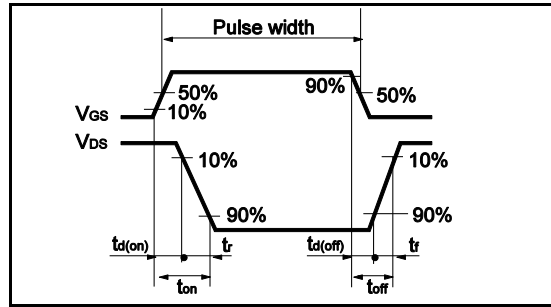 Pulse width
50%
90%
50%
VGS
10%
VDS
10%
10%
90%
90%
td(on)
tr
td(off)
tf
ton
toff